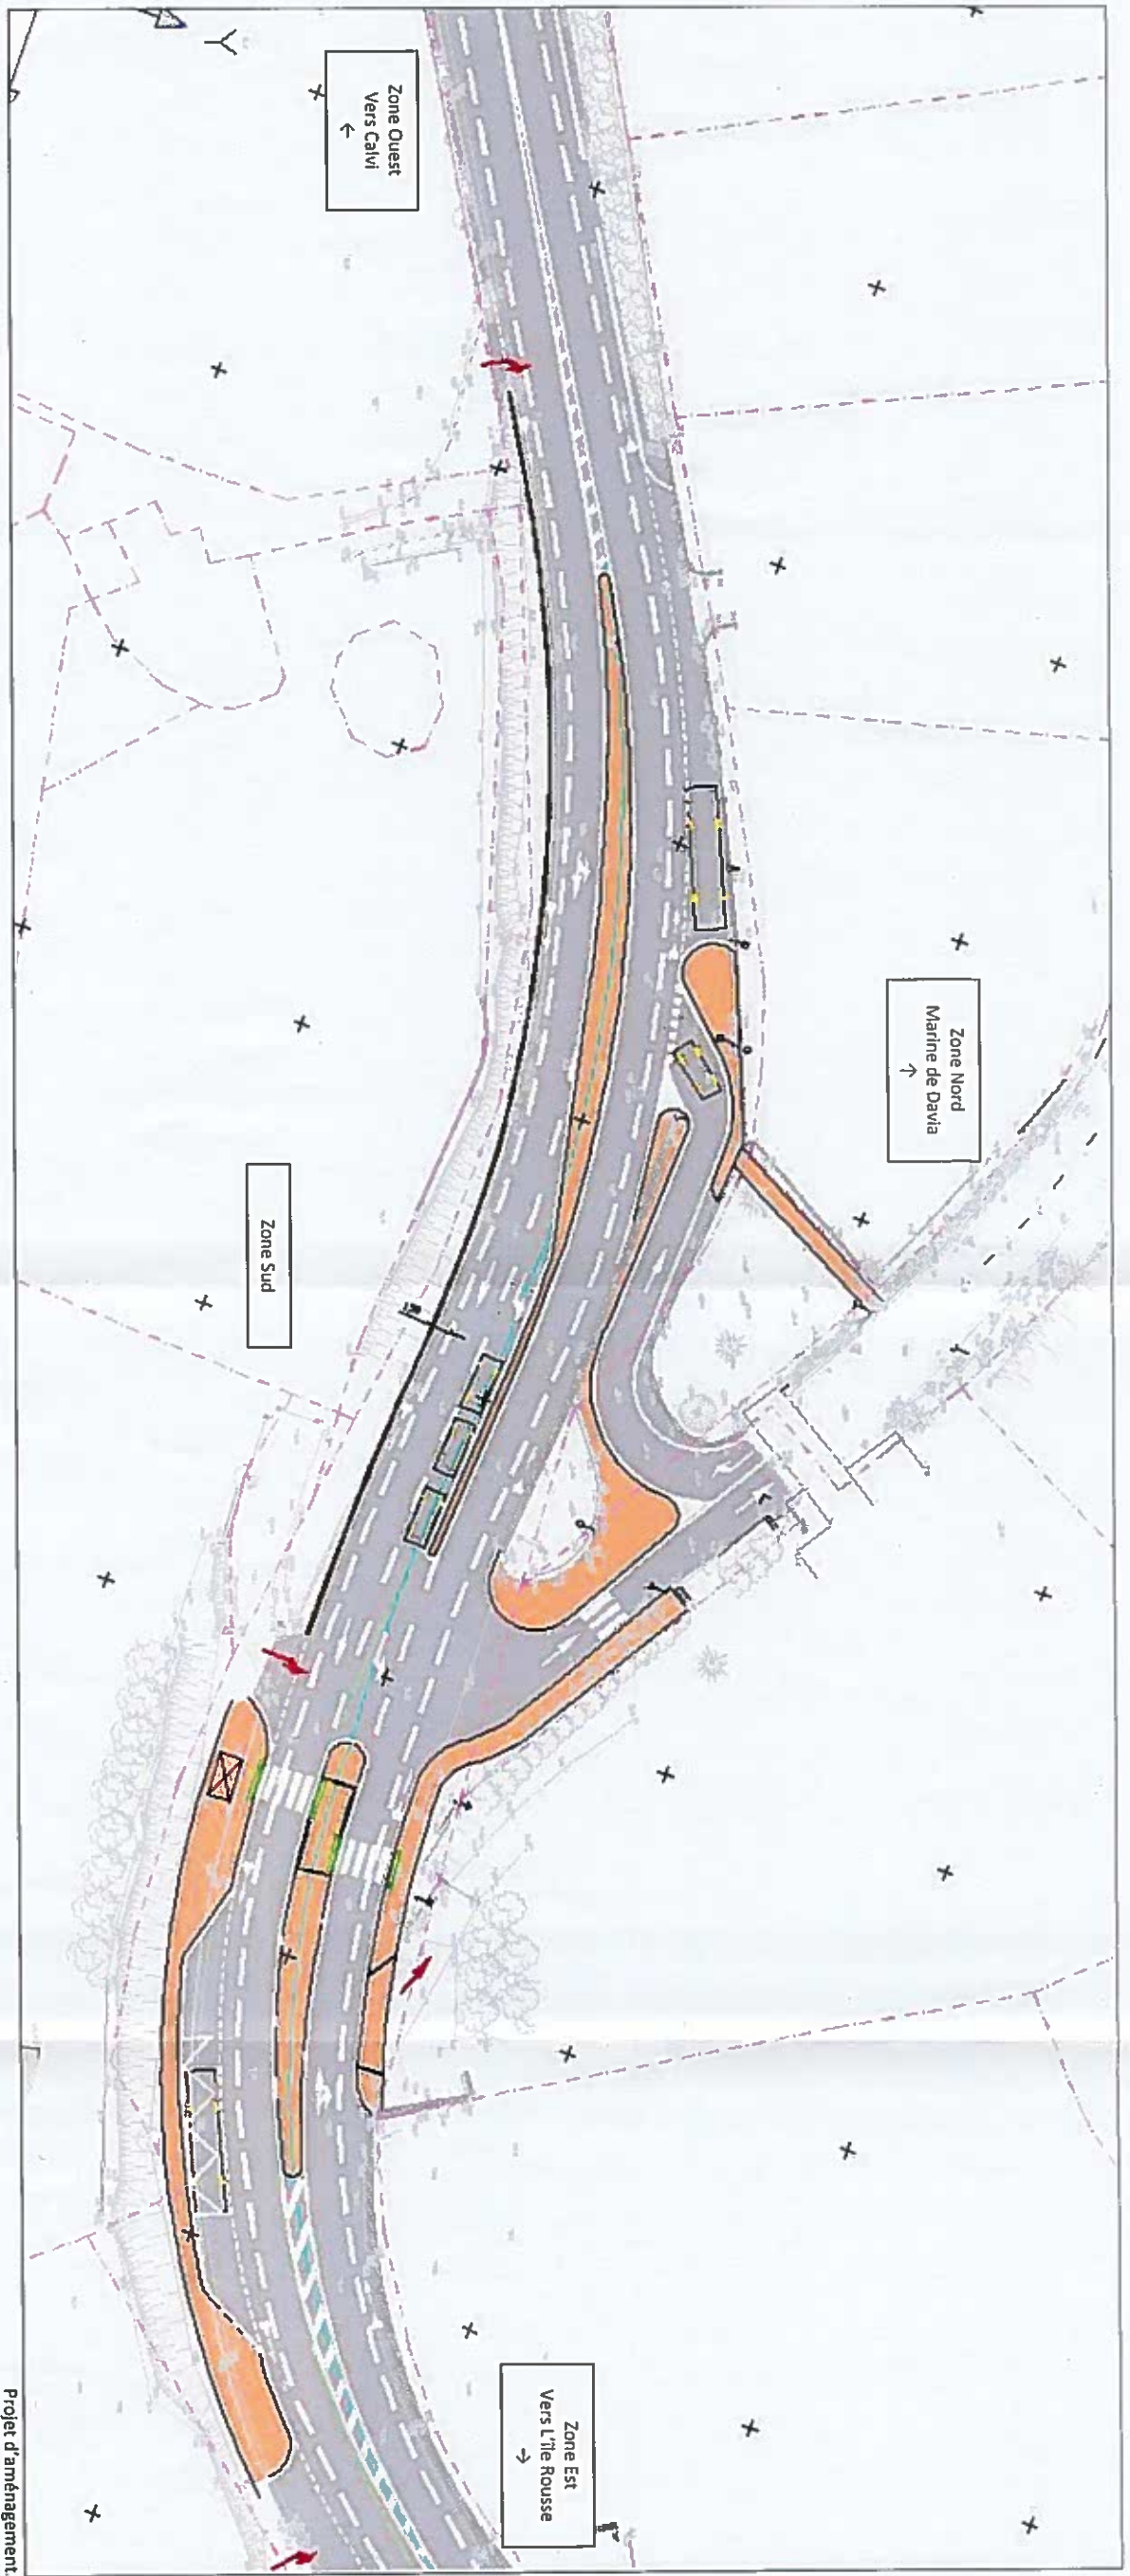 Zone Ouest
Vers Calvi
←
Zone Nord
Marine de Davia
↑
Zone Sud
Zone Est
Vers L'île Rousse
→
Projet d'aménagement.